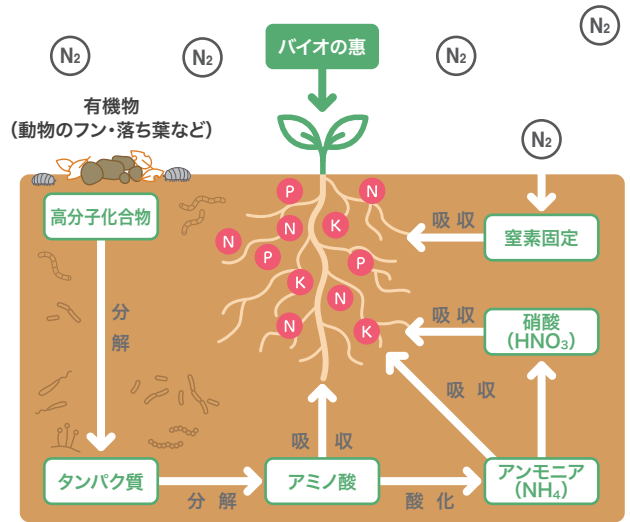 N₂
N₂
バイオの恵
N₂
N₂
有機物
(動物のフン・落ち葉など)
N₂
高分子化合物
P
N
N
K
N
P
P
K
N
N
K
吸収
窒素固定
分解
吸収
硝酸
(HNO₃)
吸収
吸収
タンパク質
分解
アミノ酸
酸化
アンモニア
(NH₄)